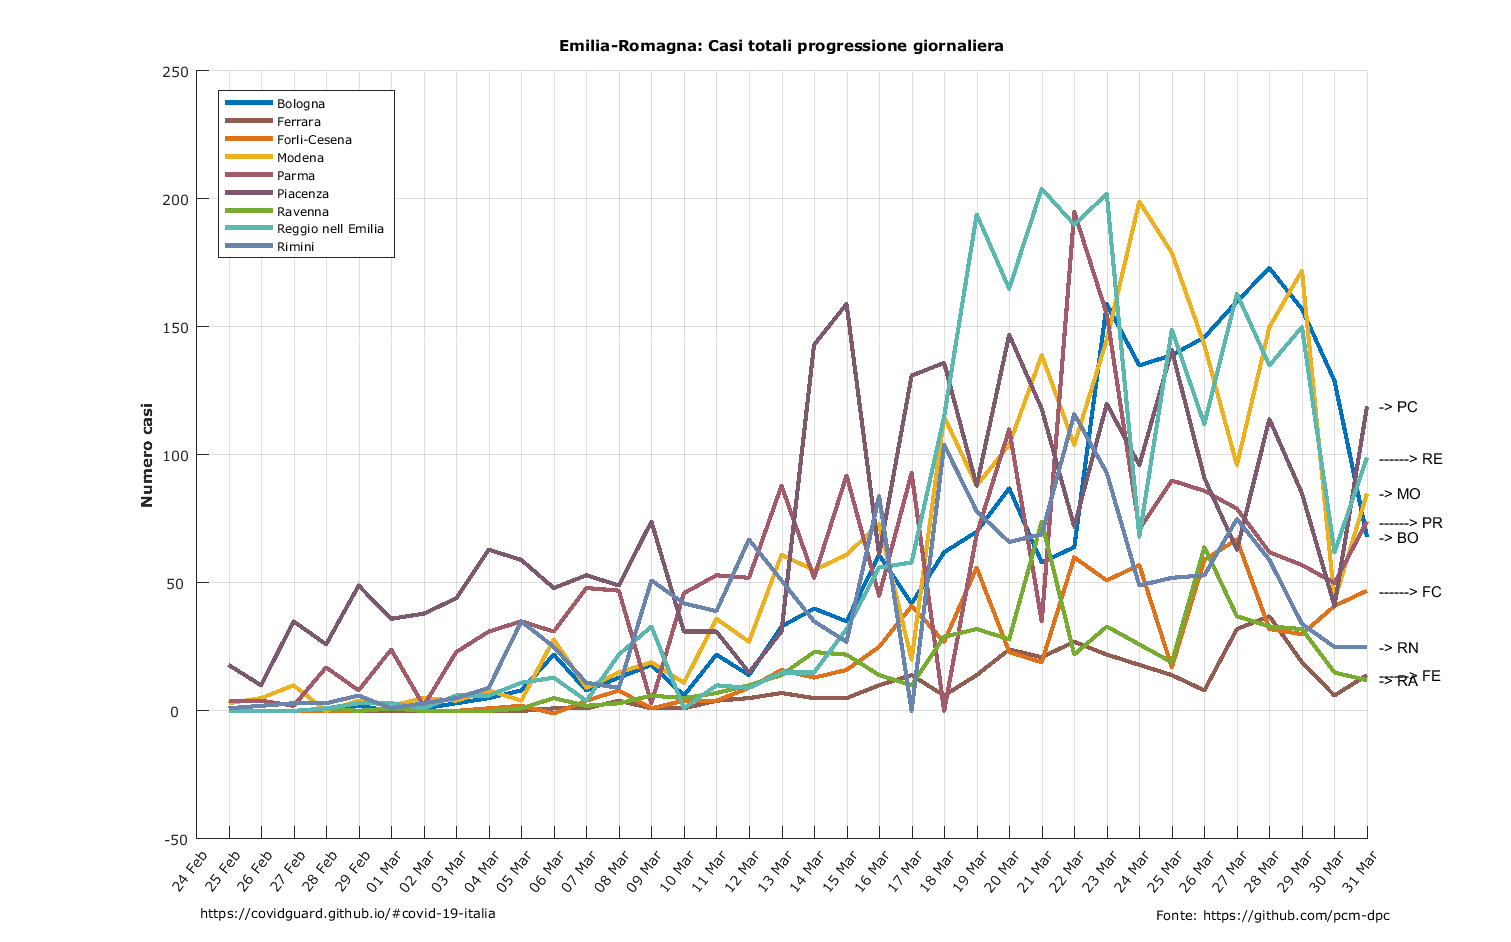 Emilia-Romagna: Casi totali progressione giornaliera
250
200
150
100
50
0
-50
Numero casi
Bologna
Ferrara
Forli-Cesena
Modena
Parma
Piacenza
Ravenna
Reggio nell Emilia
Rimini
-> PC
------> RE
-> MO
------> PR
-> BO
------> FC
-> RN
------> FE
-> RA
24 Feb
25 Feb
26 Feb
27 Feb
28 Feb
29 Feb
01 Mar
02 Mar
03 Mar
04 Mar
05 Mar
06 Mar
07 Mar
08 Mar
09 Mar
10 Mar
11 Mar
12 Mar
13 Mar
14 Mar
15 Mar
16 Mar
17 Mar
18 Mar
19 Mar
20 Mar
21 Mar
22 Mar
23 Mar
24 Mar
25 Mar
26 Mar
27 Mar
28 Mar
29 Mar
30 Mar
31 Mar
https://covidguard.github.io/#covid-19-italia
Fonte: https://github.com/pcm-dpc